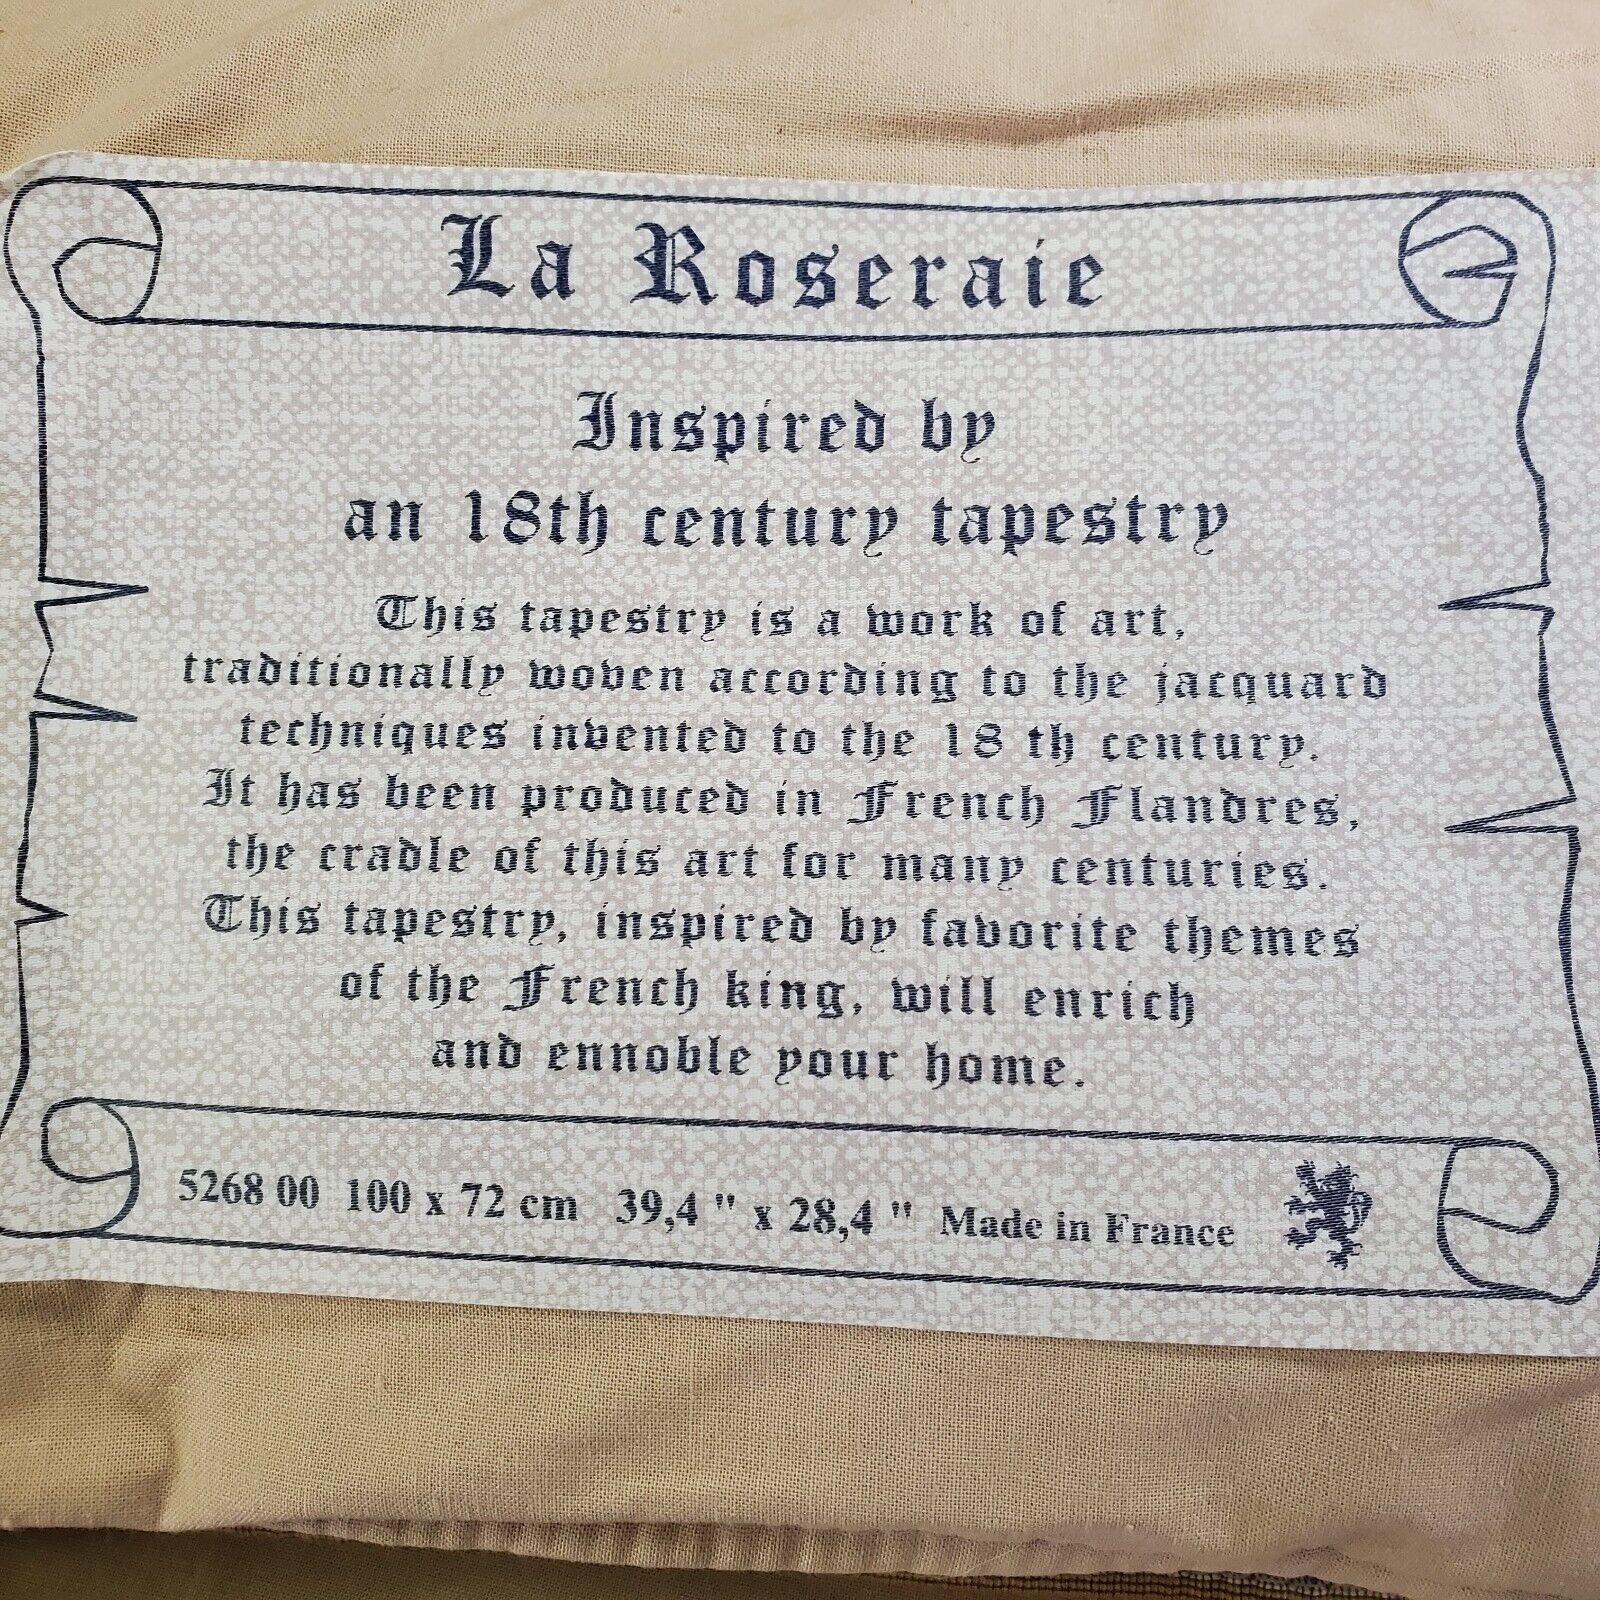 La Roseraie
Inspired by
an 18th century tapestry
This tapestry is a work of art,
traditionally woven according to the jacquard
techniques invented to the 18 th century.
It has been produced in French Flandres,
the cradle of this art for many centuries.
This tapestry, inspired by favorite themes
of the French king, will enrich
and ennoble your home.
5268 00 100 x 72 cm 39,4 " x 28,4 " Made in France